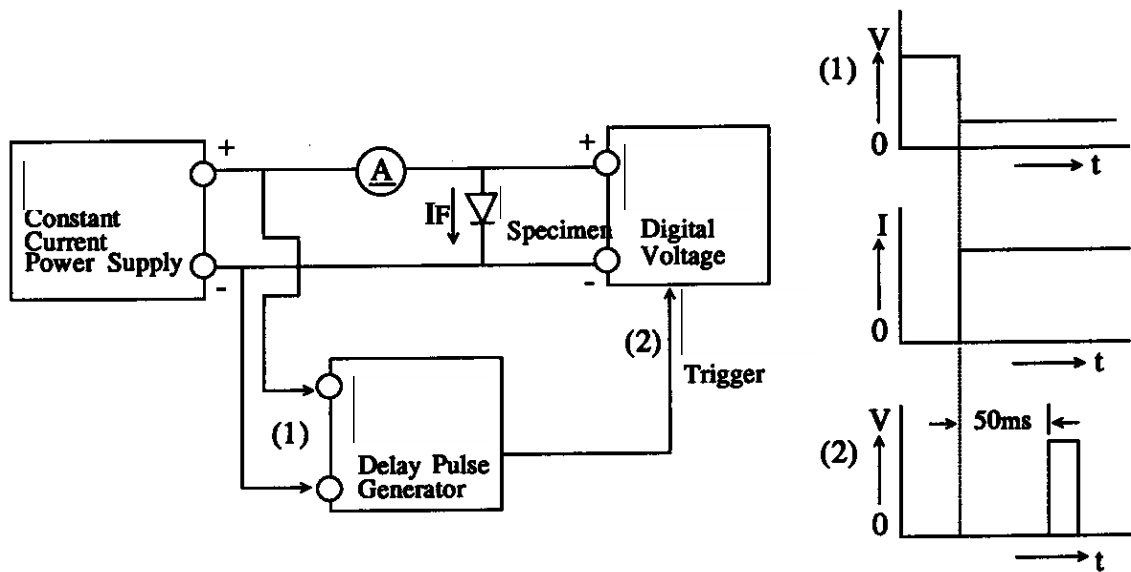 +
-
Constant
Current
Power Supply
A
IF
Specimen
+
-
Digital
Voltage
(1)
Delay Pulse
Generator
(2)
Trigger
(1)
V
0
t
I
0
t
(2)
V
0
50ms
t